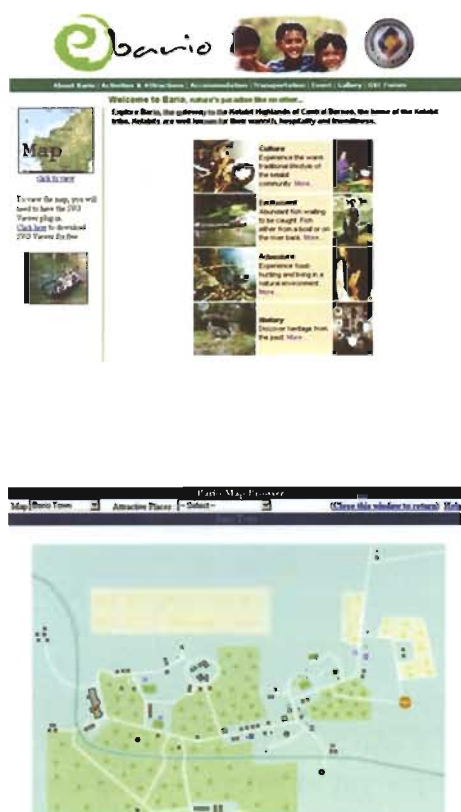 ebario
About Bario | Activities & Attractions | Accommodation | Transportation | Event | Gallery | Forum
Welcome to Bario, nature's paradise like no other...
Explore Bario, the gateway to the Kelabit Highlands of Central Borneo, the home of the Kelabit
tribe. Kelabits are well known for their warmth, hospitality and friendliness.
Map
click to view
To view the map, you will
need to have the SVG
Viewer plug-in.
Click here to download
SVG Viewer for free
Culture
Experience the warm
traditional lifestyle of
the kelabit
community. More...
Abundant fish waiting
to be caught. Fish
either from a boat or on
the river bank. More...
Adventure
Experience food-
hunting and living in a
natural environment.
More...
History
Discover heritage from
the past. More...
Bario Map Browser
Map Bario Town Attractive Places -- Select -- (Close this window to return) Help